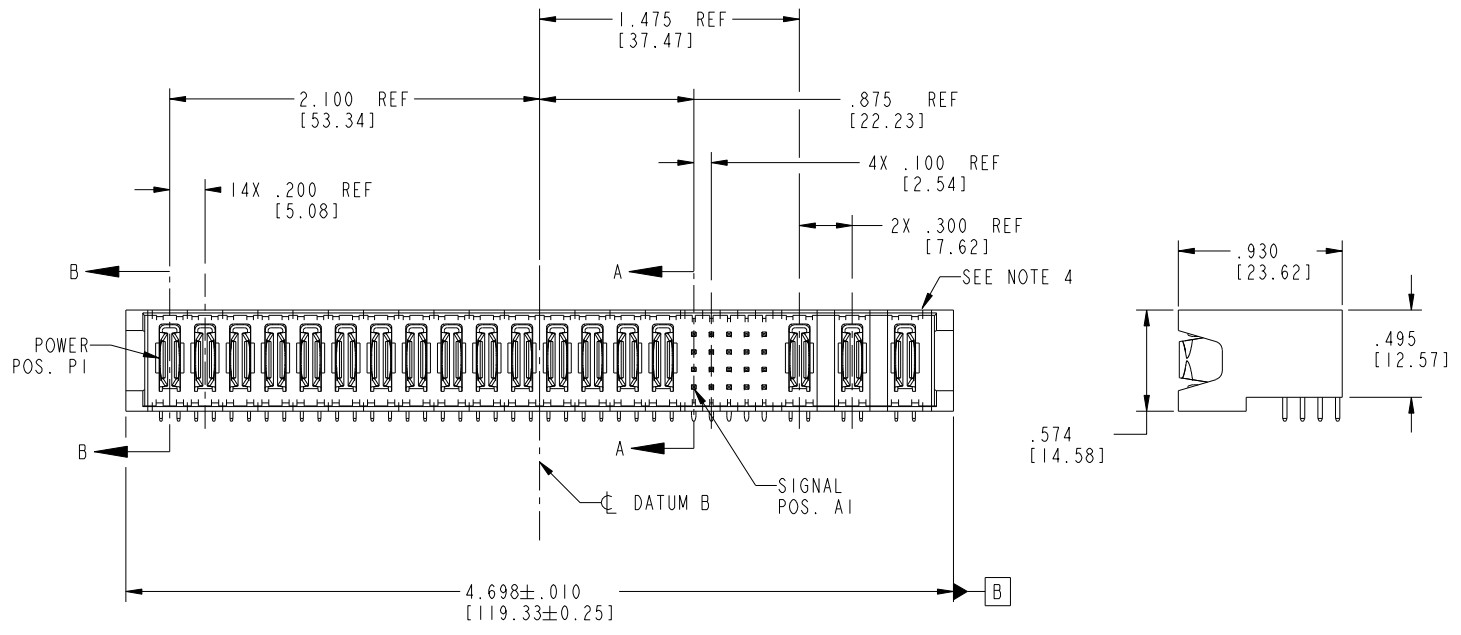 1.475 REF
[37.47]
2.100 REF
[53.34]
.875 REF
[22.23]
4X .100 REF
[2.54]
14X .200 REF
[5.08]
2X .300 REF
[7.62]
.930
[23.62]
B
A
SEE NOTE 4
POWER
POS. P1
.495
[12.57]
.574
[14.58]
B
A
SIGNAL
POS. A1
℄ DATUM B
4.698±.010
[119.33±0.25]
B